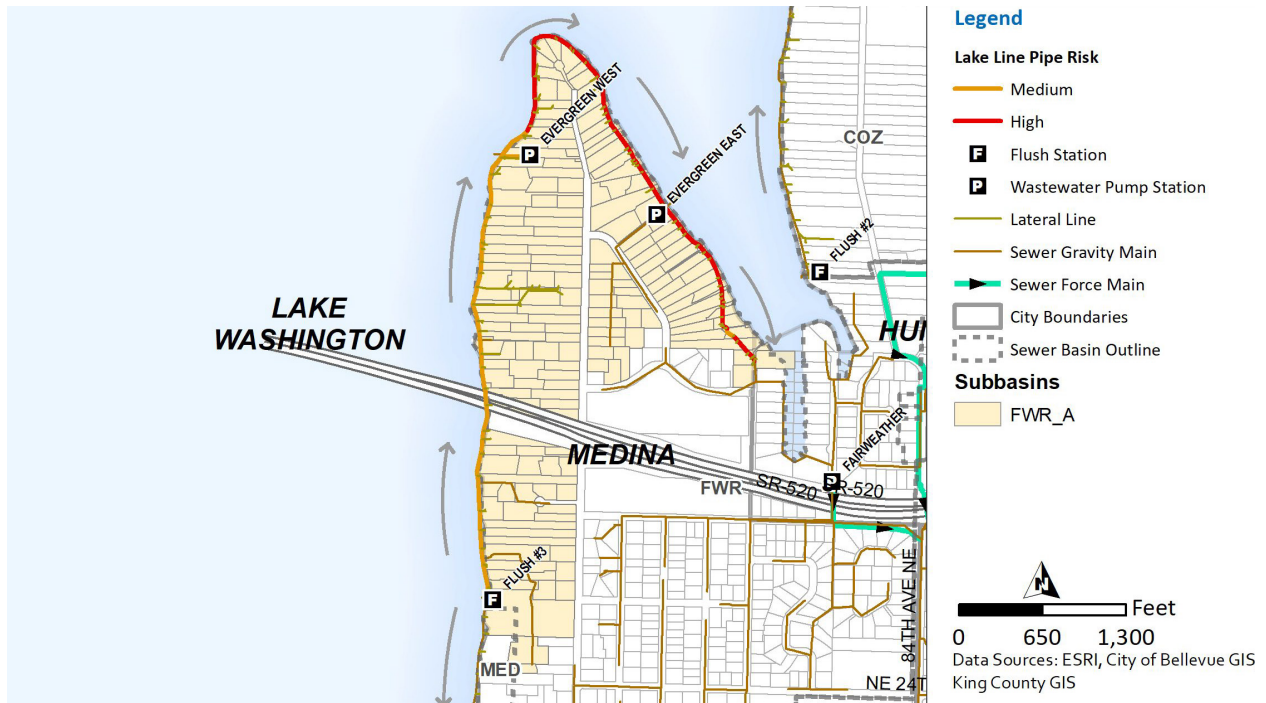 EVERGREEN WEST
EVERGREEN EAST
COZ
FLUSH #2
LAKE
WASHINGTON
HUI
FAIRWEATHER
MEDINA
FWR
SR-520
SR-520
FLUSH #3
MED
84TH AVE NE
NE 24T
P
P
F
P
F
Legend
Lake Line Pipe Risk
Medium
High
F Flush Station
P Wastewater Pump Station
Lateral Line
Sewer Gravity Main
Sewer Force Main
City Boundaries
Sewer Basin Outline
Subbasins
FWR_A
N
Feet
0 650 1,300
Data Sources: ESRI, City of Bellevue GIS
King County GIS